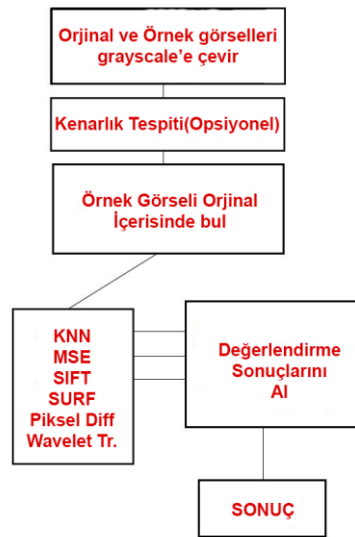 Orjinal ve Örnek görselleri
grayscale'e çevir
Kenarlık Tespiti(Opsiyonel)
Örnek Görseli Orjinal
İçerisinde bul
KNN
MSE
SIFT
SURF
Piksel Diff
Wavelet Tr.
Değerlendirme
Sonuçlarını
Al
SONUÇ